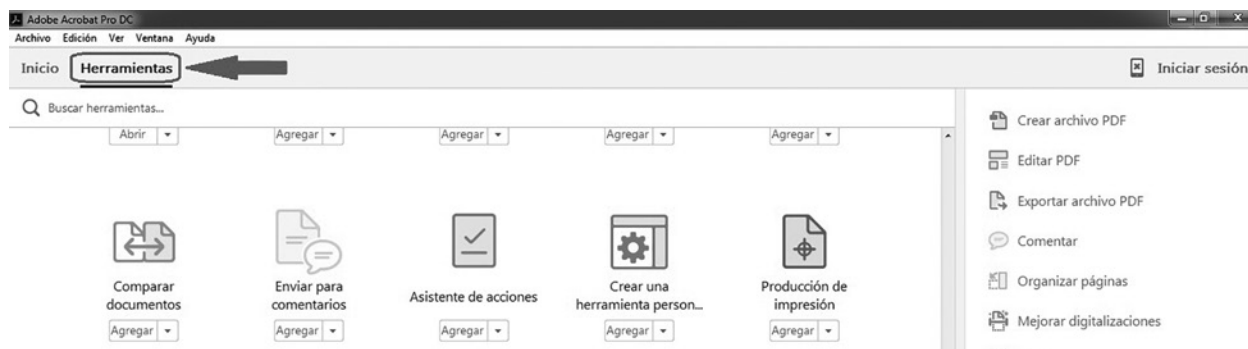 Adobe Acrobat Pro DC
Archivo Edición Ver Ventana Ayuda
Inicio Herramientas Iniciar sesión
Buscar herramientas...
Abrir Agregar Agregar Agregar Agregar
Comparar documentos
Enviar para comentarios
Asistente de acciones
Crear una herramienta person...
Producción de impresión
Agregar Agregar Agregar Agregar Agregar
Crear archivo PDF
Editar PDF
Exportar archivo PDF
Comentar
Organizar páginas
Mejorar digitalizaciones